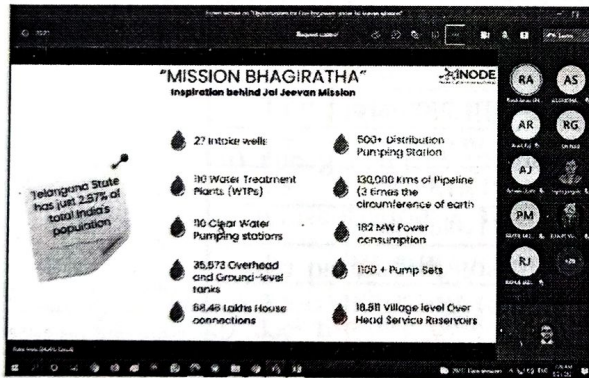 Request control
"MISSION BHAGIRATHA"
Inspiration behind Jal Jeevan Mission
INODE
Telangana State
has just 2.57% of
total India's
population
27 Intake wells
110 Water Treatment
Plants (WTPs)
110 Clear Water
Pumping stations
35,573 Overhead
and Ground-level
tanks
58.46 Lakhs House
connections
500+ Distribution
Pumping Station
130,000 Kms of Pipeline
(3 times the
circumference of earth
182 MW Power
consumption
1100 + Pump Sets
18,511 Village level Over
Head Service Reservoirs
RA
AS
AR
RG
AJ
PM
RJ